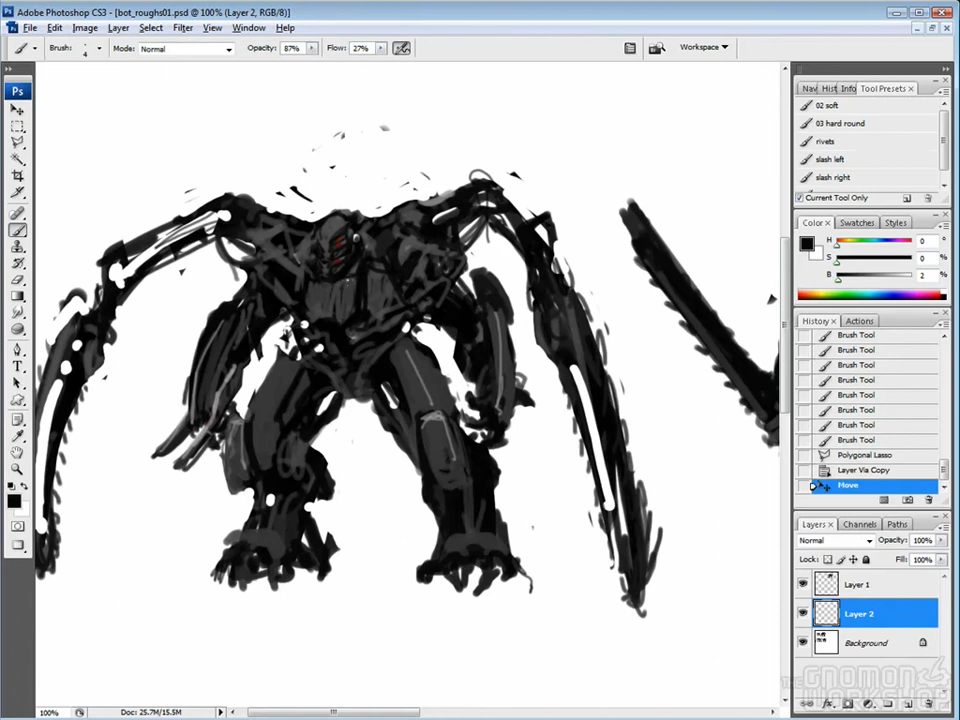 Adobe Photoshop CS3 - [bot_roughs01.psd @ 100% (Layer 2, RGB/8)]
File Edit Image Layer Select Filter View Window Help
Brush: 4 Mode: Normal Opacity: 87% Flow: 27% Workspace
Ps
Nav Hist Info Tool Presets
02 soft
03 hard round
rivets
slash left
slash right
Current Tool Only
Color Swatches Styles
H 0 °
S 0 %
B 2 %
History Actions
Brush Tool
Brush Tool
Brush Tool
Brush Tool
Brush Tool
Brush Tool
Brush Tool
Brush Tool
Polygonal Lasso
Layer Via Copy
Move
Layers Channels Paths
Normal Opacity: 100%
Lock: Fill: 100%
Layer 1
Layer 2
Background
THE GNOMON WORKSHOP
100% Doc: 25.7M/15.5M